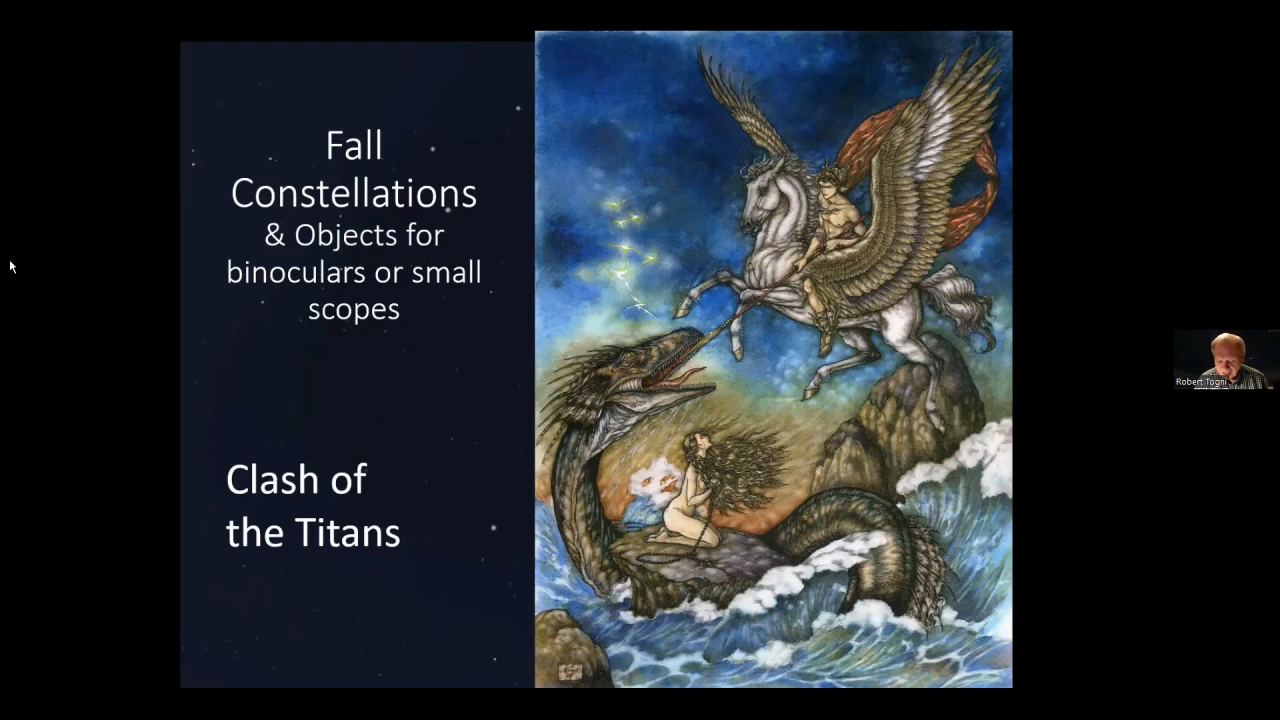 Fall
Constellations
& Objects for
binoculars or small
scopes
Clash of
the Titans
Robert Togni